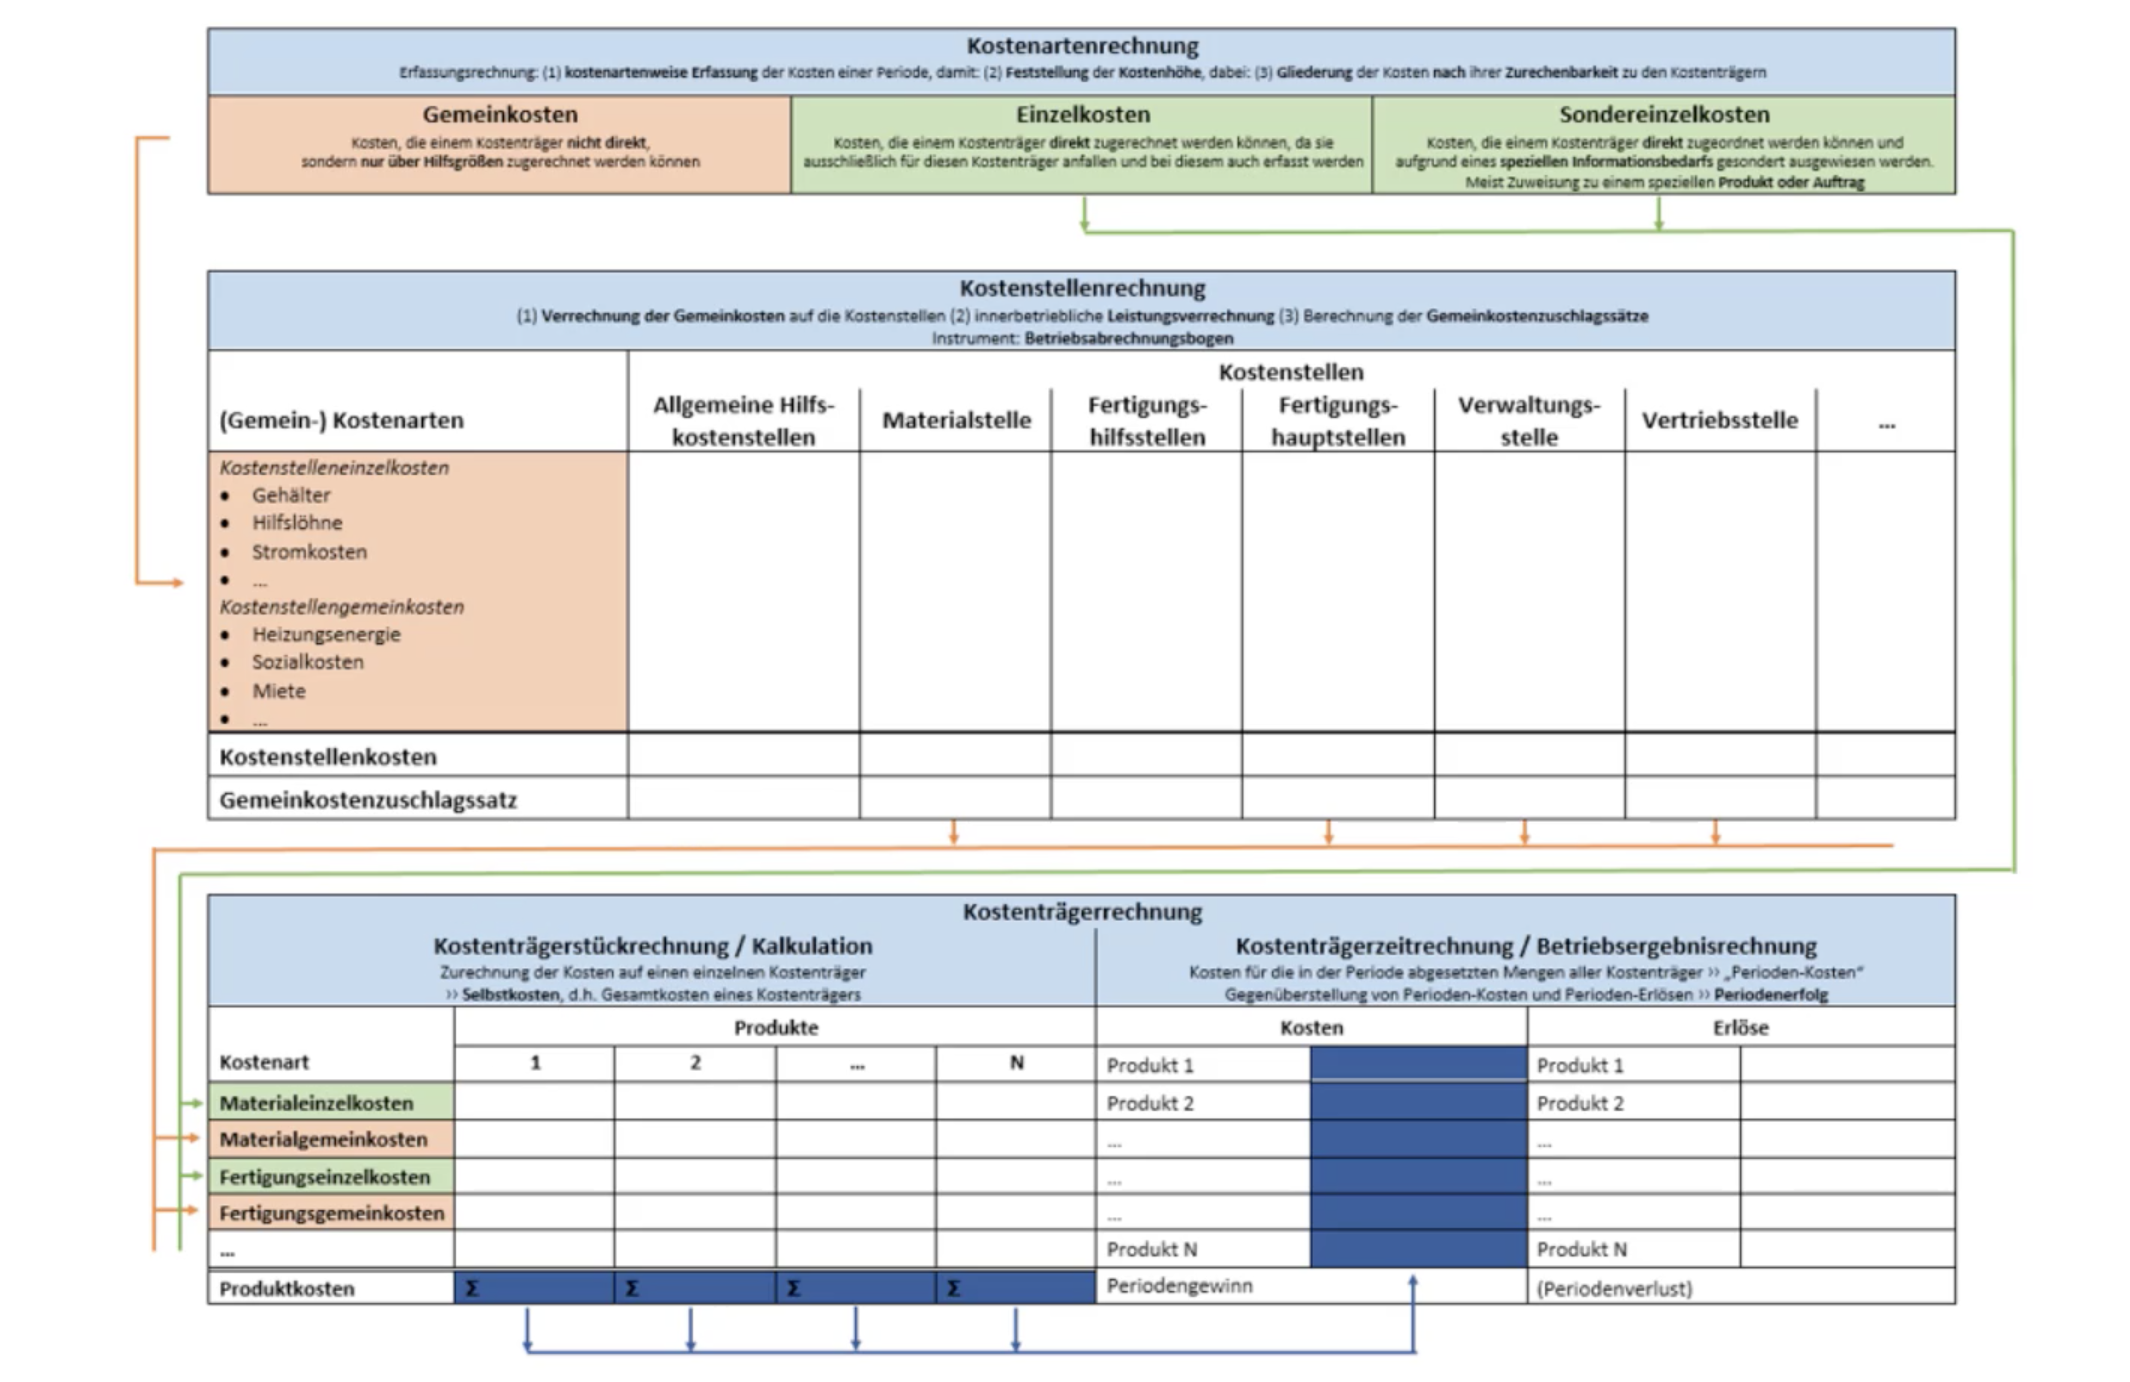 Kostenartenrechnung
Erfassungsrechnung: (1) kostenartenweise Erfassung der Kosten einer Periode, damit: (2) Feststellung der Kostenhöhe, dabei: (3) Gliederung der Kosten nach ihrer Zurechenbarkeit zu den Kostenträgern
Gemeinkosten
Kosten, die einem Kostenträger nicht direkt,
sondern nur über Hilfsgrößen zugerechnet werden können
Einzelkosten
Kosten, die einem Kostenträger direkt zugerechnet werden können, da sie
ausschließlich für diesen Kostenträger anfallen und bei diesem auch erfasst werden
Sondereinzelkosten
Kosten, die einem Kostenträger direkt zugeordnet werden können und
aufgrund eines speziellen Informationsbedarfs gesondert ausgewiesen werden.
Meist Zuweisung zu einem speziellen Produkt oder Auftrag
Kostenstellenrechnung
(1) Verrechnung der Gemeinkosten auf die Kostenstellen (2) innerbetriebliche Leistungsverrechnung (3) Berechnung der Gemeinkostenzuschlagssätze
Instrument: Betriebsabrechnungsbogen
(Gemein-) Kostenarten
Kostenstellen
Allgemeine Hilfs-
kostenstellen
Materialstelle
Fertigungs-
hilfsstellen
Fertigungs-
hauptstellen
Verwaltungs-
stelle
Vertriebsstelle
...
Kostenstelleneinzelkosten
• Gehälter
• Hilfslöhne
• Stromkosten
• ...
Kostenstellengemeinkosten
• Heizungsenergie
• Sozialkosten
• Miete
• ...
Kostenstellenkosten
Gemeinkostenzuschlagssatz
Kostenträgerrechnung
Kostenträgerstückrechnung / Kalkulation
Zurechnung der Kosten auf einen einzelnen Kostenträger
>> Selbstkosten, d.h. Gesamtkosten eines Kostenträgers
Kostenträgerzeitrechnung / Betriebsergebnisrechnung
Kosten für die in der Periode abgesetzten Mengen aller Kostenträger >> „Perioden-Kosten“
Gegenüberstellung von Perioden-Kosten und Perioden-Erlösen >> Periodenerfolg
Produkte
Kosten
Erlöse
Kostenart 1 2 ... N Produkt 1 Produkt 1
Materialeinzelkosten Produkt 2 Produkt 2
Materialgemeinkosten ... ...
Fertigungseinzelkosten ... ...
Fertigungsgemeinkosten ... ...
... Produkt N Produkt N
Produktkosten Σ Σ Σ Σ Periodengewinn (Periodenverlust)